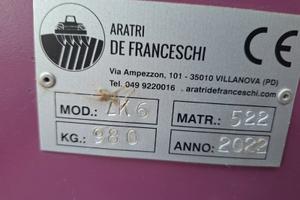 ARATRI
DE FRANCESCHI
CE
Via Ampezzon, 101 - 35010 VILLANOVA (PD)
Tel. 049 9220016 • aratridefranceschi.com
MOD.: LK6 MATR.: 522
KG.: 980 ANNO: 2022